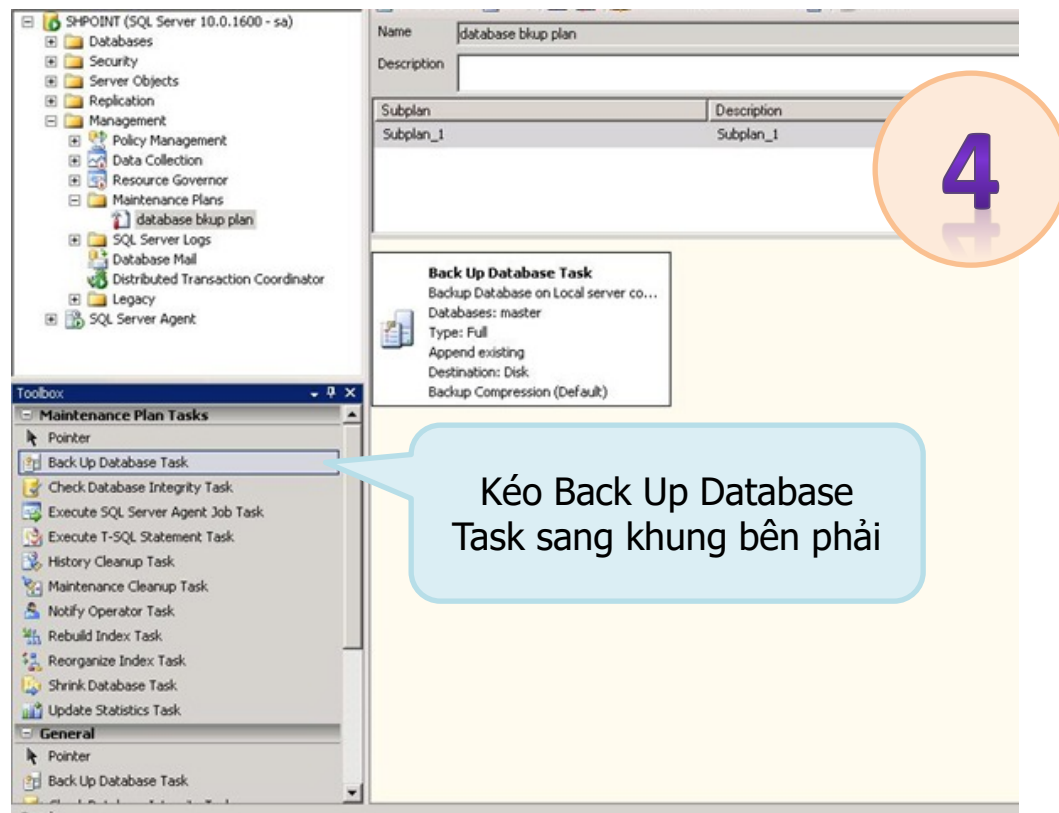 SHPOINT (SQL Server 10.0.1600 - sa)
Databases
Security
Server Objects
Replication
Management
Policy Management
Data Collection
Resource Governor
Maintenance Plans
database bkup plan
SQL Server Logs
Database Mail
Distributed Transaction Coordinator
Legacy
SQL Server Agent
Name database bkup plan
Description
Subplan Description
Subplan_1 Subplan_1
4
Back Up Database Task
Backup Database on Local server co...
Databases: master
Type: Full
Append existing
Destination: Disk
Backup Compression (Default)
Toolbox
Maintenance Plan Tasks
Pointer
Back Up Database Task
Check Database Integrity Task
Execute SQL Server Agent Job Task
Execute T-SQL Statement Task
History Cleanup Task
Maintenance Cleanup Task
Notify Operator Task
Rebuild Index Task
Reorganize Index Task
Shrink Database Task
Update Statistics Task
General
Pointer
Back Up Database Task
Kéo Back Up Database
Task sang khung bên phải